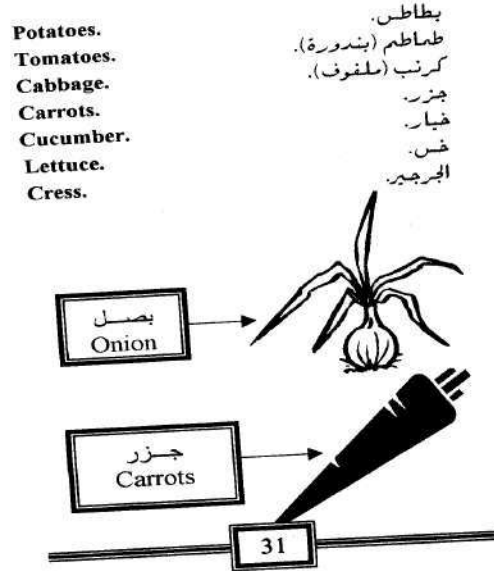 Potatoes. بطاطس.
Tomatoes. طماطم (بندورة).
Cabbage. كرنب (ملفوف).
Carrots. جزر.
Cucumber. خيار.
Lettuce. خس.
Cress. الجرجير.
بصل
Onion
جزر
Carrots
31